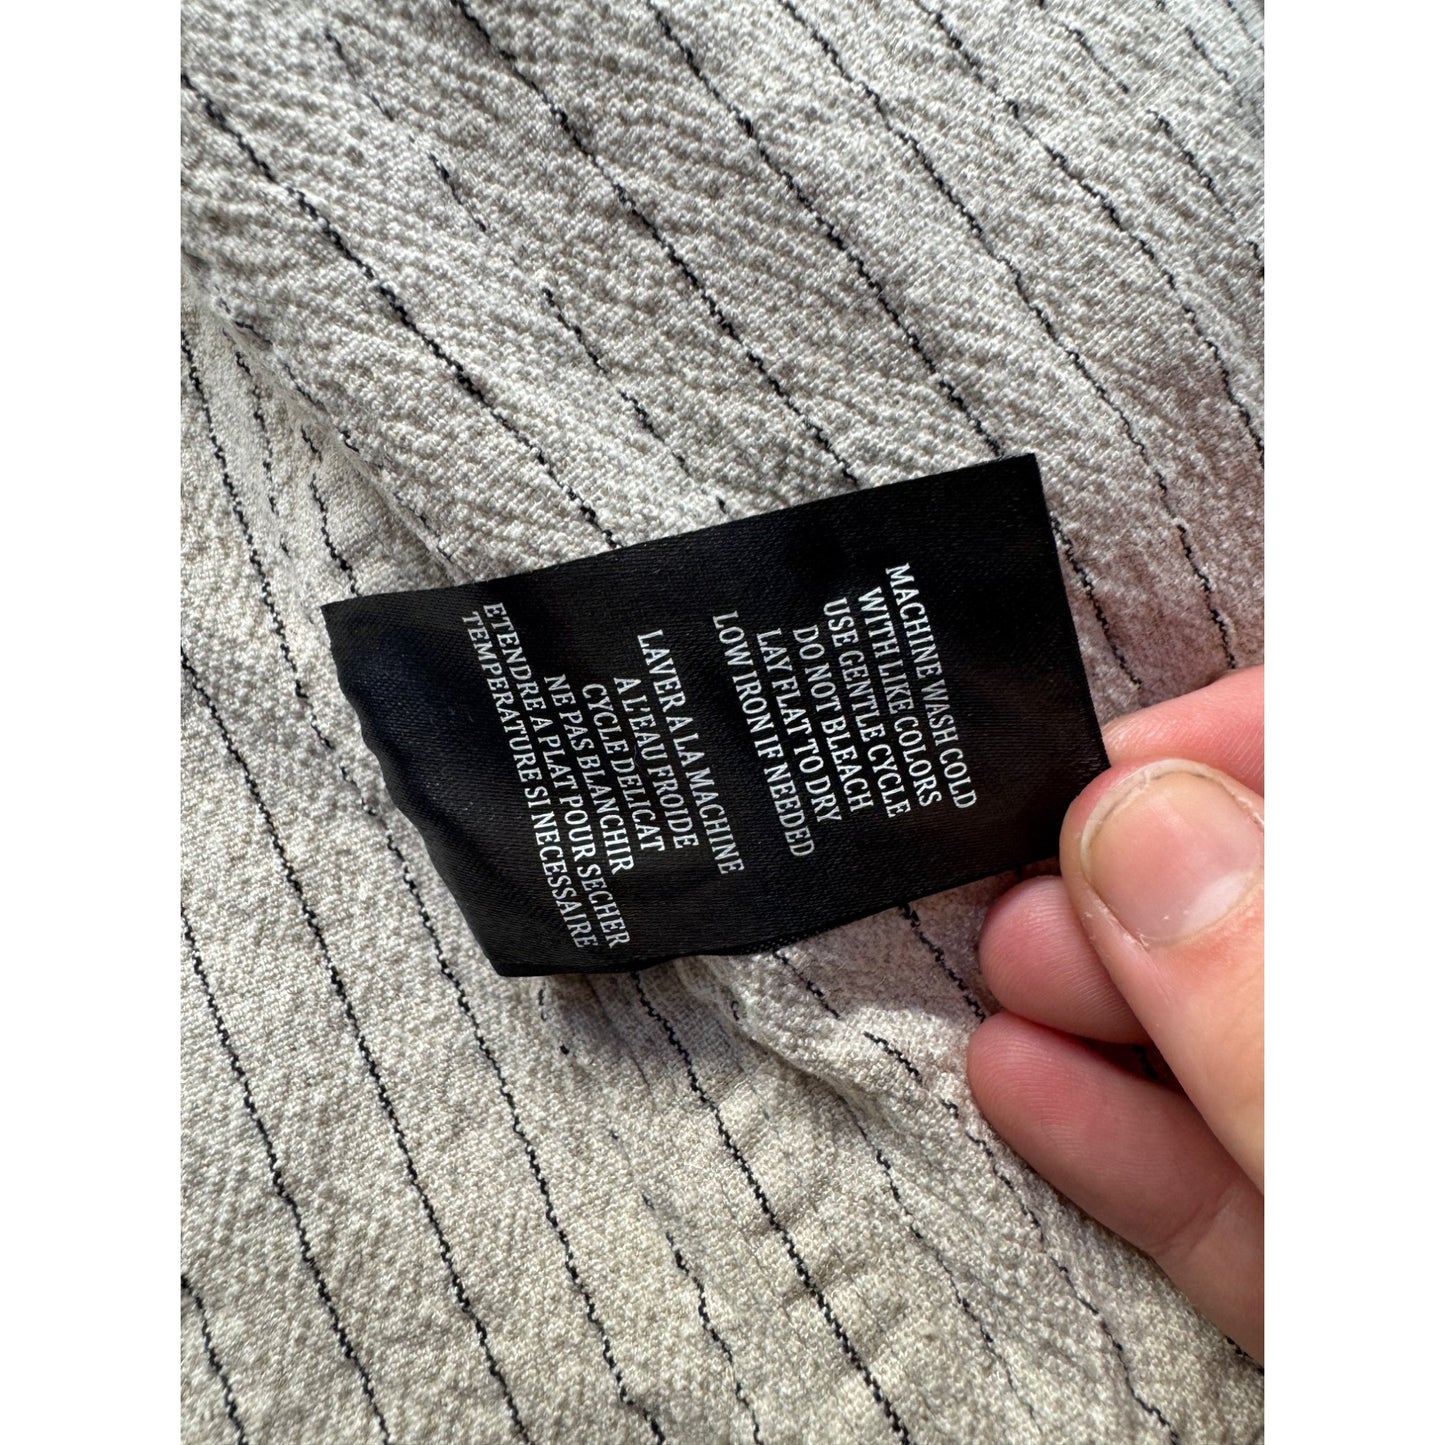 MACHINE WASH COLD
WITH LIKE COLORS
USE GENTLE CYCLE
DO NOT BLEACH
LAY FLAT TO DRY
LOW IRON IF NEEDED
LAVER A LA MACHINE
A L'EAU FROIDE
CYCLE DELICAT
NE PAS BLANCHIR
ETENDRE A PLAT POUR SECHER
TEMPERATURE SI NECESSAIRE